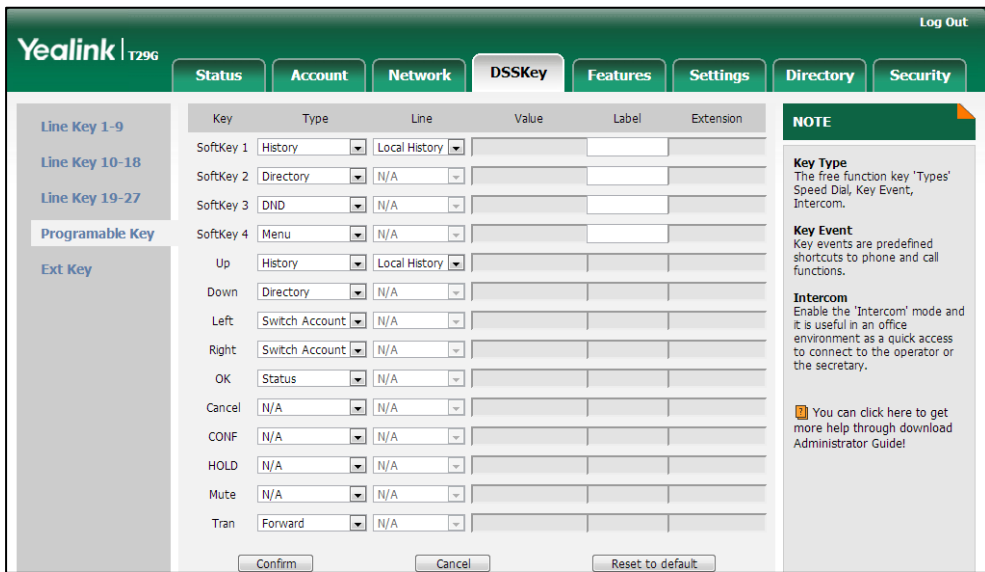 Log Out
Yealink T29G
Status Account Network DSSKey Features Settings Directory Security
Line Key 1-9
Line Key 10-18
Line Key 19-27
Programable Key
Ext Key
Key Type Line Value Label Extension
SoftKey 1 History Local History
SoftKey 2 Directory N/A
SoftKey 3 DND N/A
SoftKey 4 Menu N/A
Up History Local History
Down Directory N/A
Left Switch Account N/A
Right Switch Account N/A
OK Status N/A
Cancel N/A N/A
CONF N/A N/A
HOLD N/A N/A
Mute N/A N/A
Tran Forward N/A
Confirm Cancel Reset to default
NOTE
Key Type
The free function key 'Types'
Speed Dial, Key Event,
Intercom.
Key Event
Key events are predefined
shortcuts to phone and call
functions.
Intercom
Enable the 'Intercom' mode and
it is useful in an office
environment as a quick access
to connect to the operator or
the secretary.
? You can click here to get
more help through download
Administrator Guide!